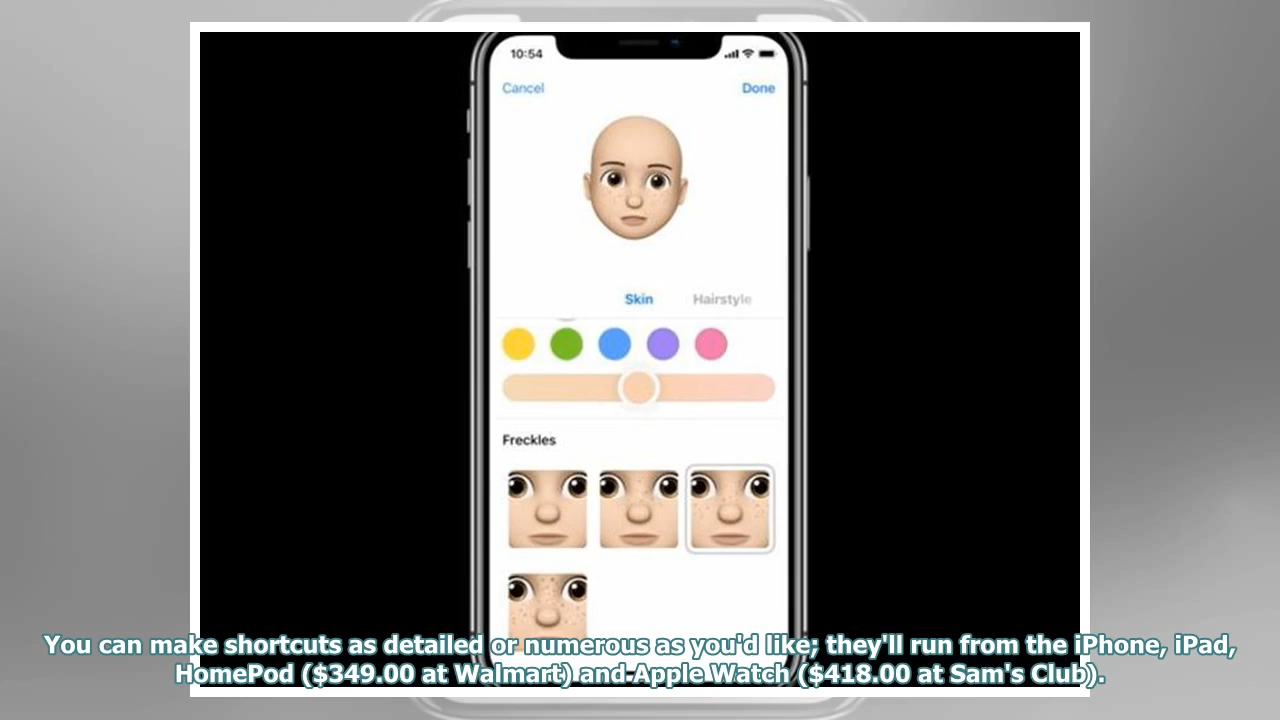 10:54
Cancel Done
Skin Hairstyle
Freckles
You can make shortcuts as detailed or numerous as you'd like; they'll run from the iPhone, iPad,
HomePod ($349.00 at Walmart) and Apple Watch ($418.00 at Sam's Club).